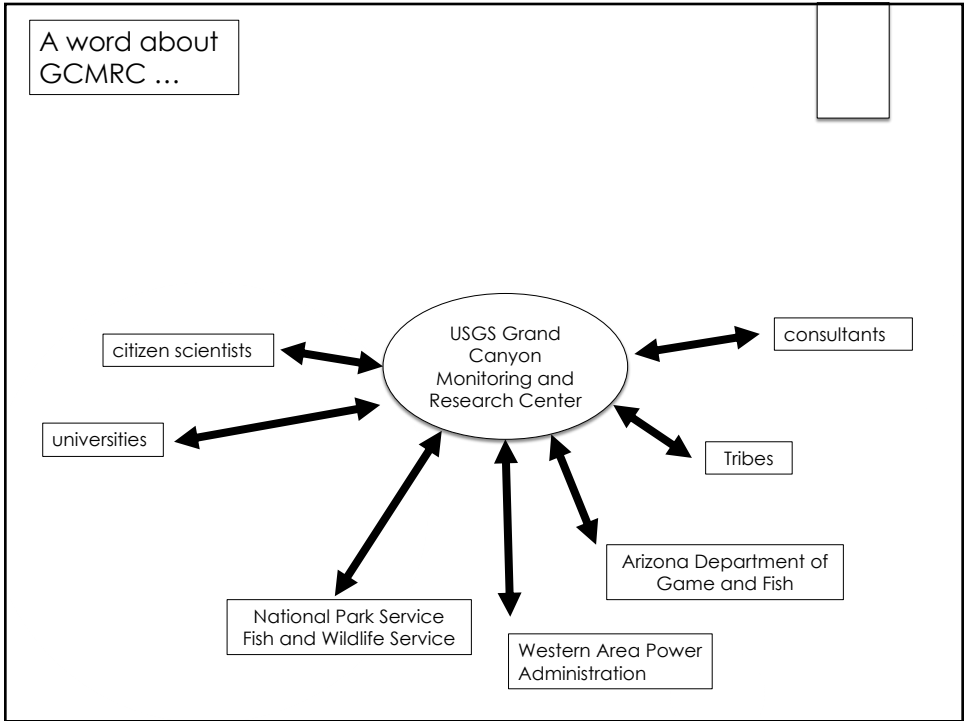 A word about
GCMRC …
USGS Grand
Canyon
Monitoring and
Research Center
citizen scientists
consultants
universities
Tribes
Arizona Department of
Game and Fish
National Park Service
Fish and Wildlife Service
Western Area Power
Administration